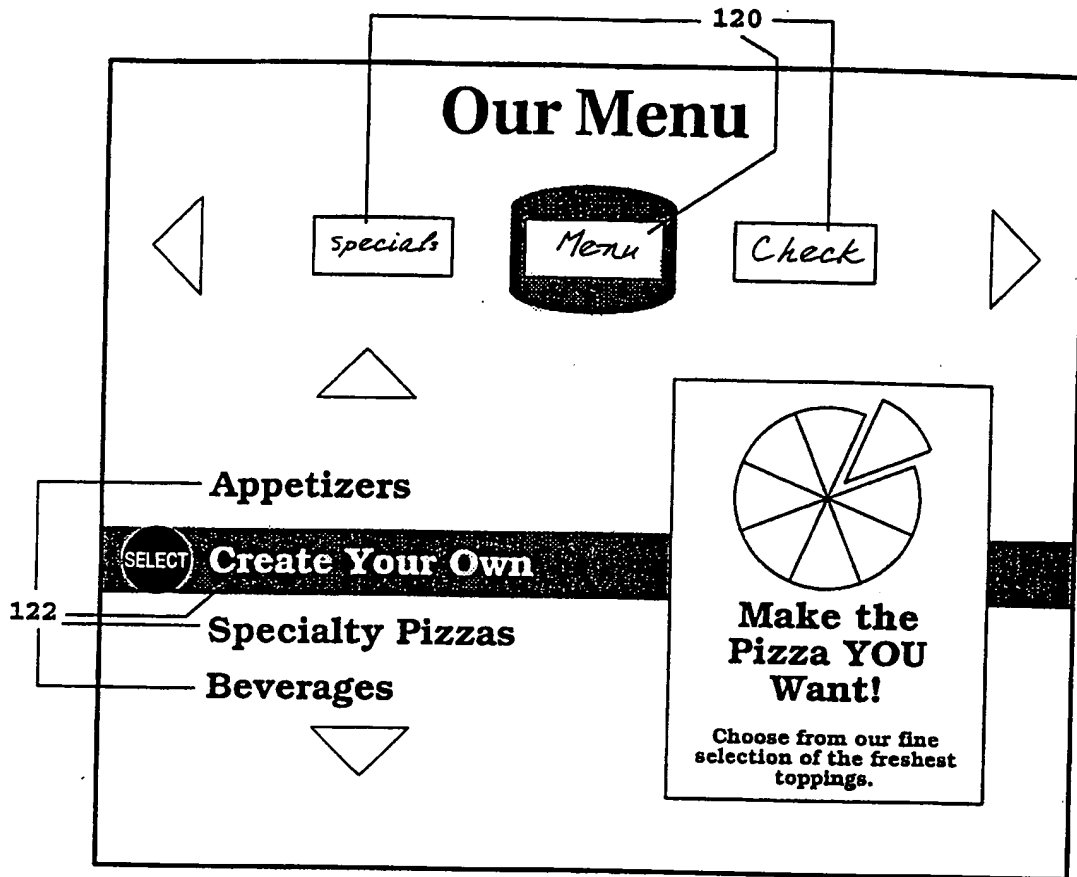 120
Our Menu
specials
Menu
Check
Appetizers
SELECT
Create Your Own
122
Specialty Pizzas
Beverages
Make the
Pizza YOU
Want!
Choose from our fine
selection of the freshest
toppings.